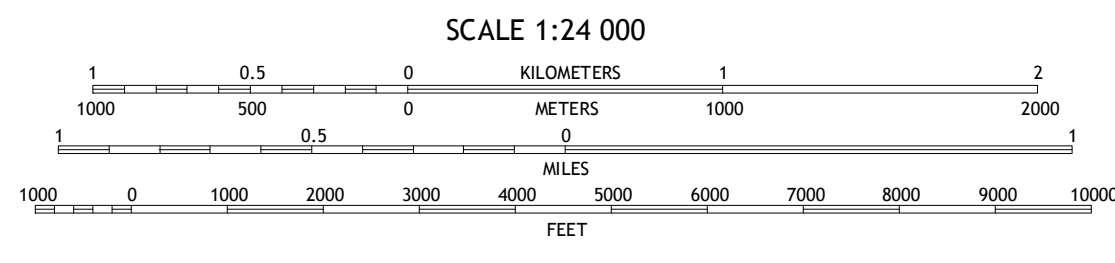 SCALE 1:24 000
1 0.5 0 KILOMETERS 1 2
1000 500 0 METERS 1000 2000
1 0.5 0 1
MILES
1000 0 1000 2000 3000 4000 5000 6000 7000 8000 9000 10000
FEET